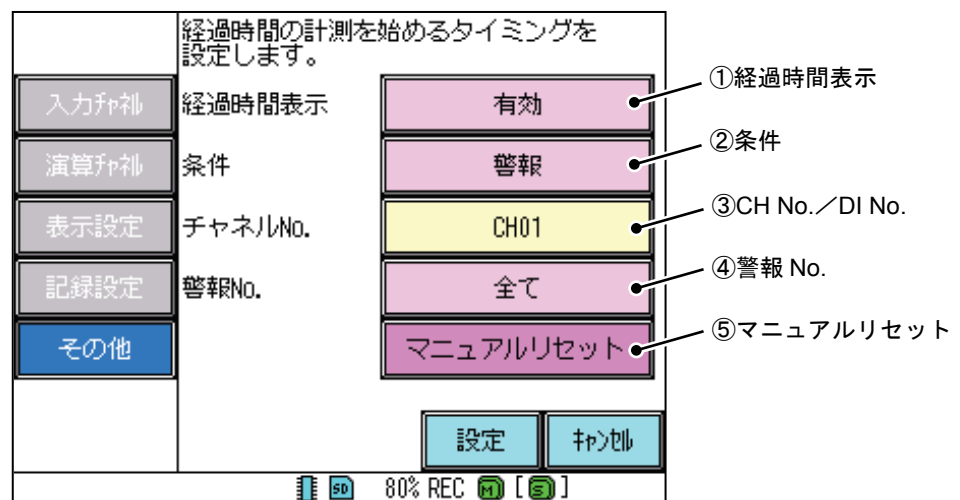 経過時間の計測を始めるタイミングを
設定します。
入力ﾁｬﾈﾙ
経過時間表示
有効
①経過時間表示
演算ﾁｬﾈﾙ
条件
警報
②条件
表示設定
チャネルNo.
CH01
③CH No.／DI No.
記録設定
警報No.
全て
④警報 No.
その他
マニュアルリセット
⑤マニュアルリセット
設定
ｷｬﾝｾﾙ
SD 80% REC M [S]